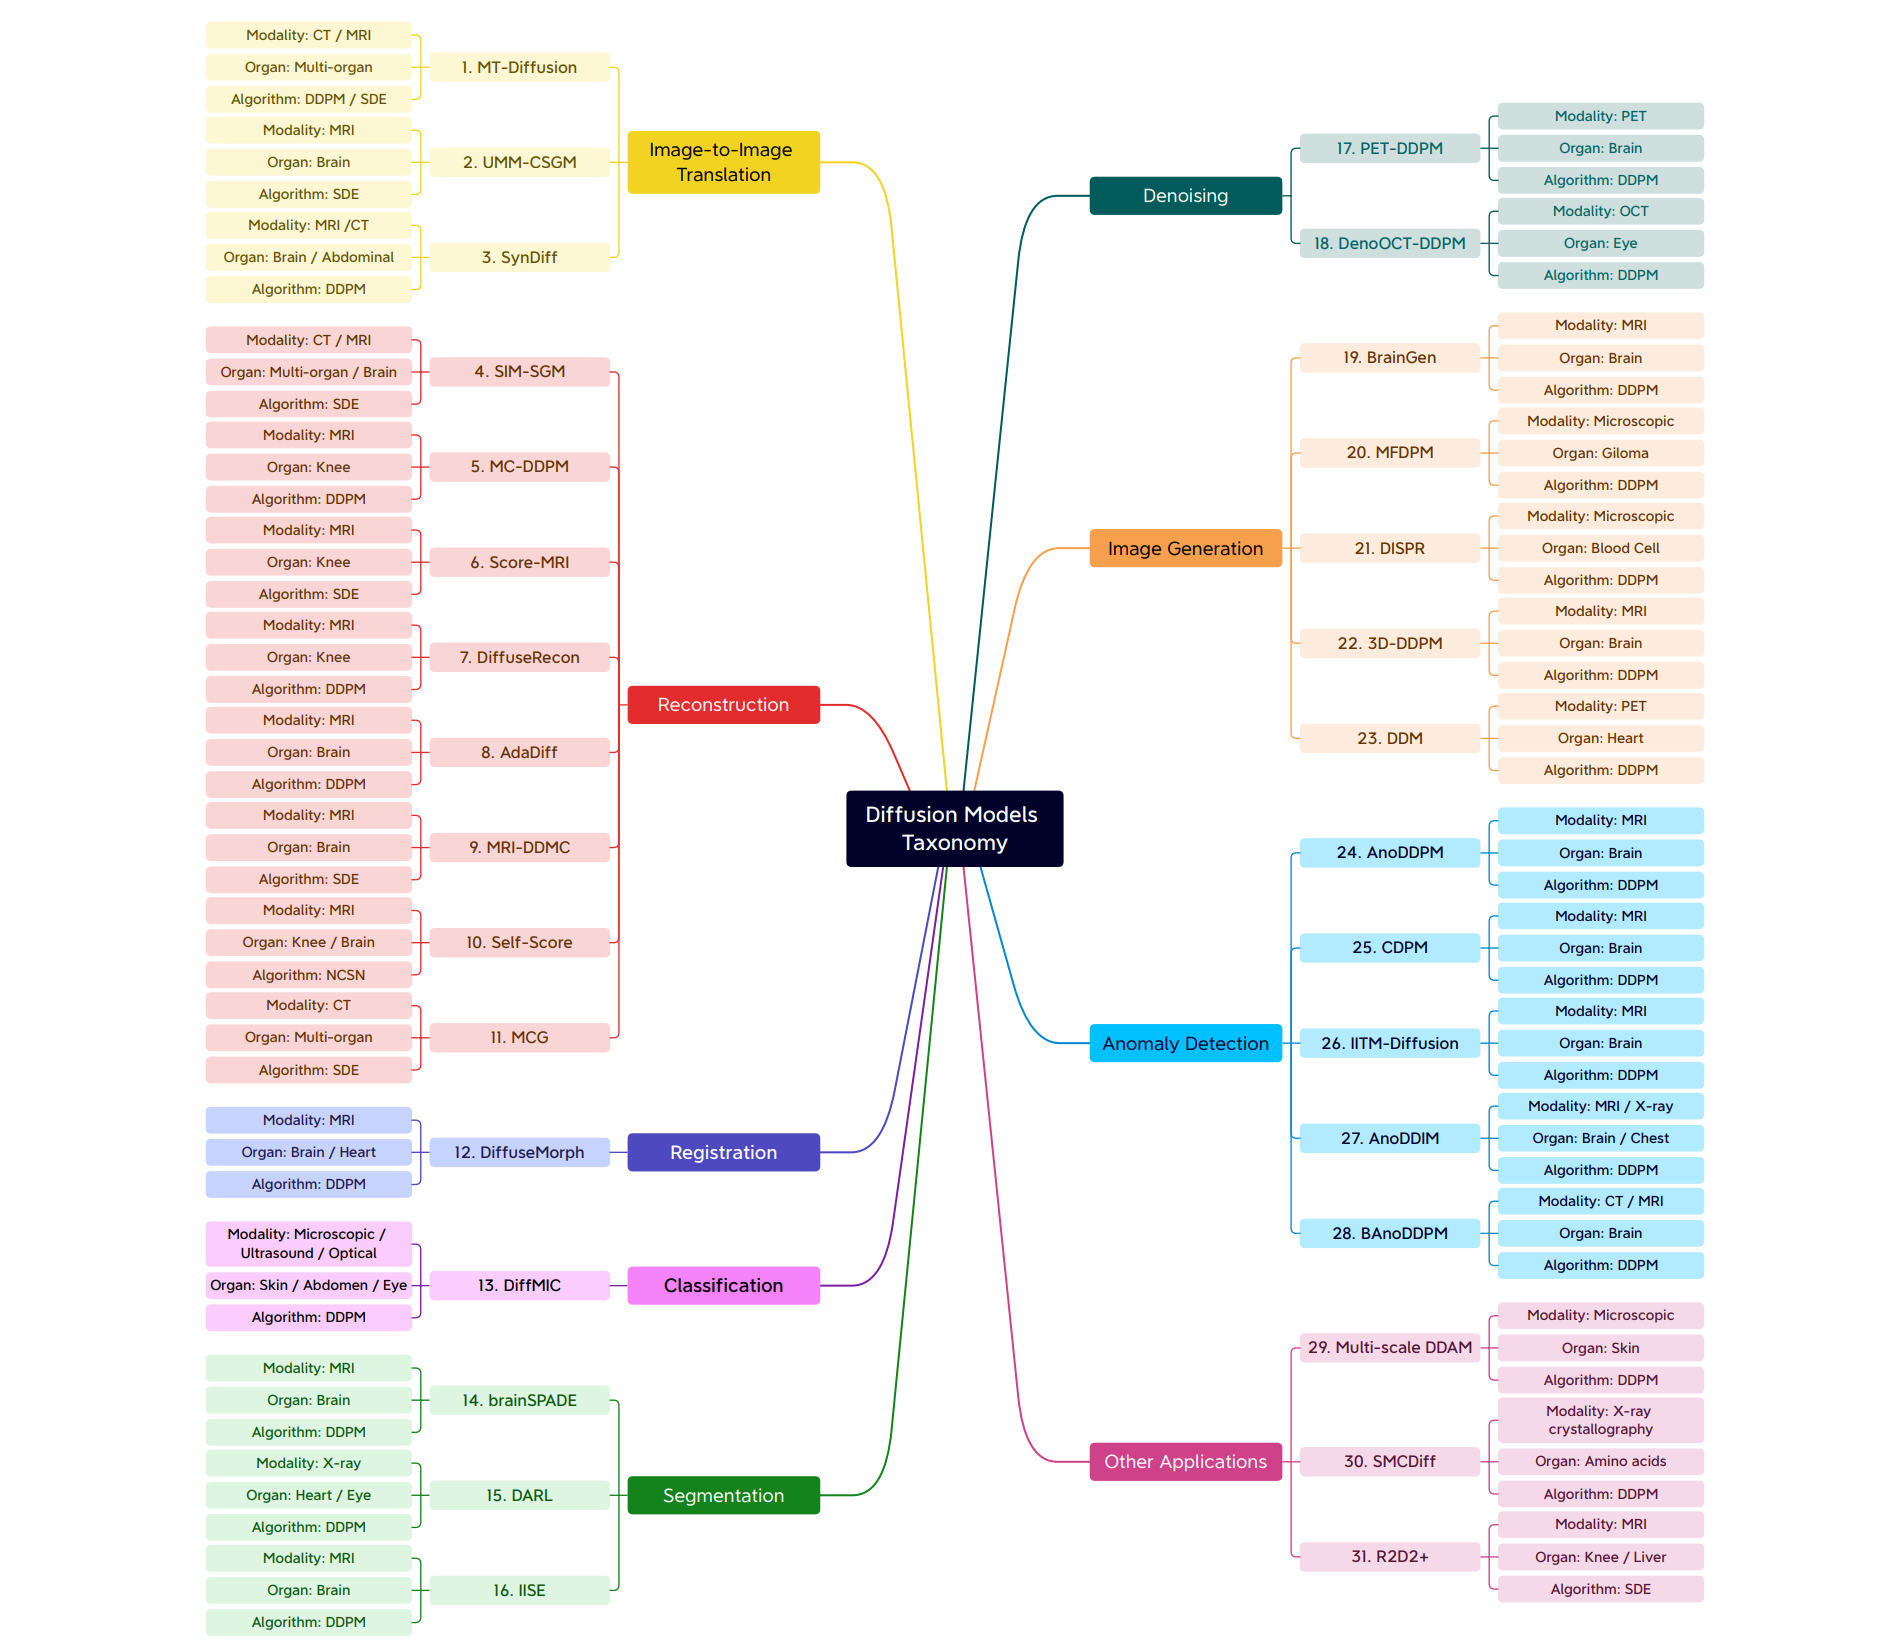 Diffusion Models
Taxonomy
Image-to-Image
Translation
1. MT-Diffusion
Modality: CT / MRI
Organ: Multi-organ
Algorithm: DDPM / SDE
2. UMM-CSGM
Modality: MRI
Organ: Brain
Algorithm: SDE
3. SynDiff
Modality: MRI /CT
Organ: Brain / Abdominal
Algorithm: DDPM
Reconstruction
4. SIM-SGM
Modality: CT / MRI
Organ: Multi-organ / Brain
Algorithm: SDE
5. MC-DDPM
Modality: MRI
Organ: Knee
Algorithm: DDPM
6. Score-MRI
Modality: MRI
Organ: Knee
Algorithm: SDE
7. DiffuseRecon
Modality: MRI
Organ: Knee
Algorithm: DDPM
8. AdaDiff
Modality: MRI
Organ: Brain
Algorithm: DDPM
9. MRI-DDMC
Modality: MRI
Organ: Brain
Algorithm: SDE
10. Self-Score
Modality: MRI
Organ: Knee / Brain
Algorithm: NCSN
11. MCG
Modality: CT
Organ: Multi-organ
Algorithm: SDE
Registration
12. DiffuseMorph
Modality: MRI
Organ: Brain / Heart
Algorithm: DDPM
Classification
13. DiffMIC
Modality: Microscopic /
Ultrasound / Optical
Organ: Skin / Abdomen / Eye
Algorithm: DDPM
Segmentation
14. brainSPADE
Modality: MRI
Organ: Brain
Algorithm: DDPM
15. DARL
Modality: X-ray
Organ: Heart / Eye
Algorithm: DDPM
16. IISE
Modality: MRI
Organ: Brain
Algorithm: DDPM
Denoising
17. PET-DDPM
Modality: PET
Organ: Brain
Algorithm: DDPM
18. DenoOCT-DDPM
Modality: OCT
Organ: Eye
Algorithm: DDPM
Image Generation
19. BrainGen
Modality: MRI
Organ: Brain
Algorithm: DDPM
20. MFDPM
Modality: Microscopic
Organ: Giloma
Algorithm: DDPM
21. DISPR
Modality: Microscopic
Organ: Blood Cell
Algorithm: DDPM
22. 3D-DDPM
Modality: MRI
Organ: Brain
Algorithm: DDPM
23. DDM
Modality: PET
Organ: Heart
Algorithm: DDPM
Anomaly Detection
24. AnoDDPM
Modality: MRI
Organ: Brain
Algorithm: DDPM
25. CDPM
Modality: MRI
Organ: Brain
Algorithm: DDPM
26. IITM-Diffusion
Modality: MRI
Organ: Brain
Algorithm: DDPM
27. AnoDDIM
Modality: MRI / X-ray
Organ: Brain / Chest
Algorithm: DDPM
28. BAnoDDPM
Modality: CT / MRI
Organ: Brain
Algorithm: DDPM
Other Applications
29. Multi-scale DDAM
Modality: Microscopic
Organ: Skin
Algorithm: DDPM
30. SMCDiff
Modality: X-ray
crystallography
Organ: Amino acids
Algorithm: DDPM
31. R2D2+
Modality: MRI
Organ: Knee / Liver
Algorithm: SDE